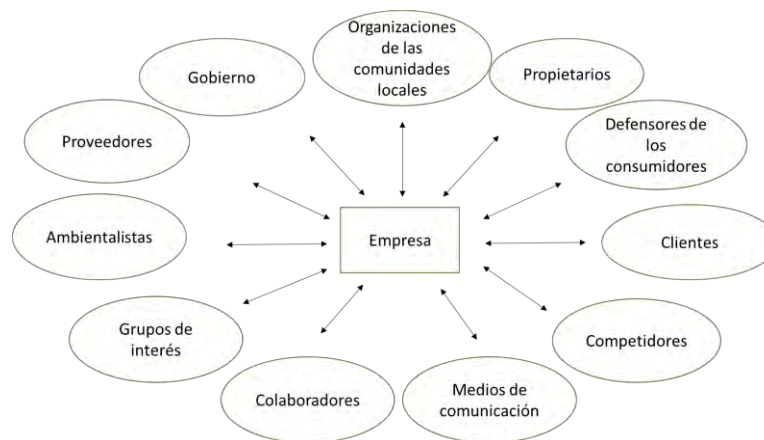 Organizaciones
de las
comunidades
locales
Gobierno
Propietarios
Proveedores
Defensores de
los
consumidores
Ambientalistas
Empresa
Clientes
Grupos de
interés
Competidores
Colaboradores
Medios de
comunicación